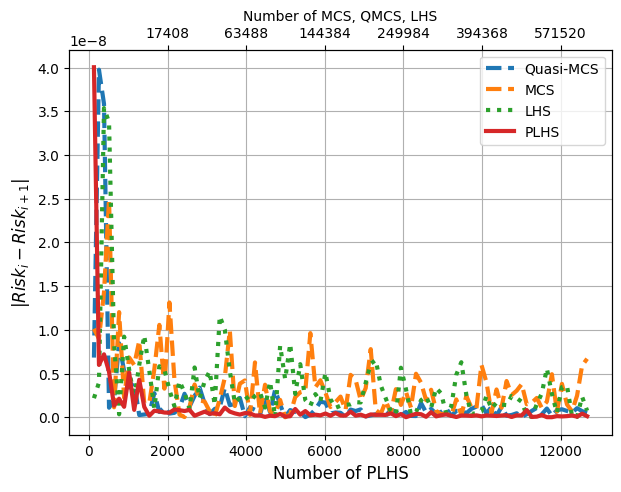 Number of MCS, QMCS, LHS
17408 63488 144384 249984 394368 571520
1e−8
Quasi-MCS
MCS
LHS
PLHS
4.0
3.5
3.0
2.5
2.0
1.5
1.0
0.5
0.0
|Risk_i − Risk_{i+1}|
0 2000 4000 6000 8000 10000 12000
Number of PLHS